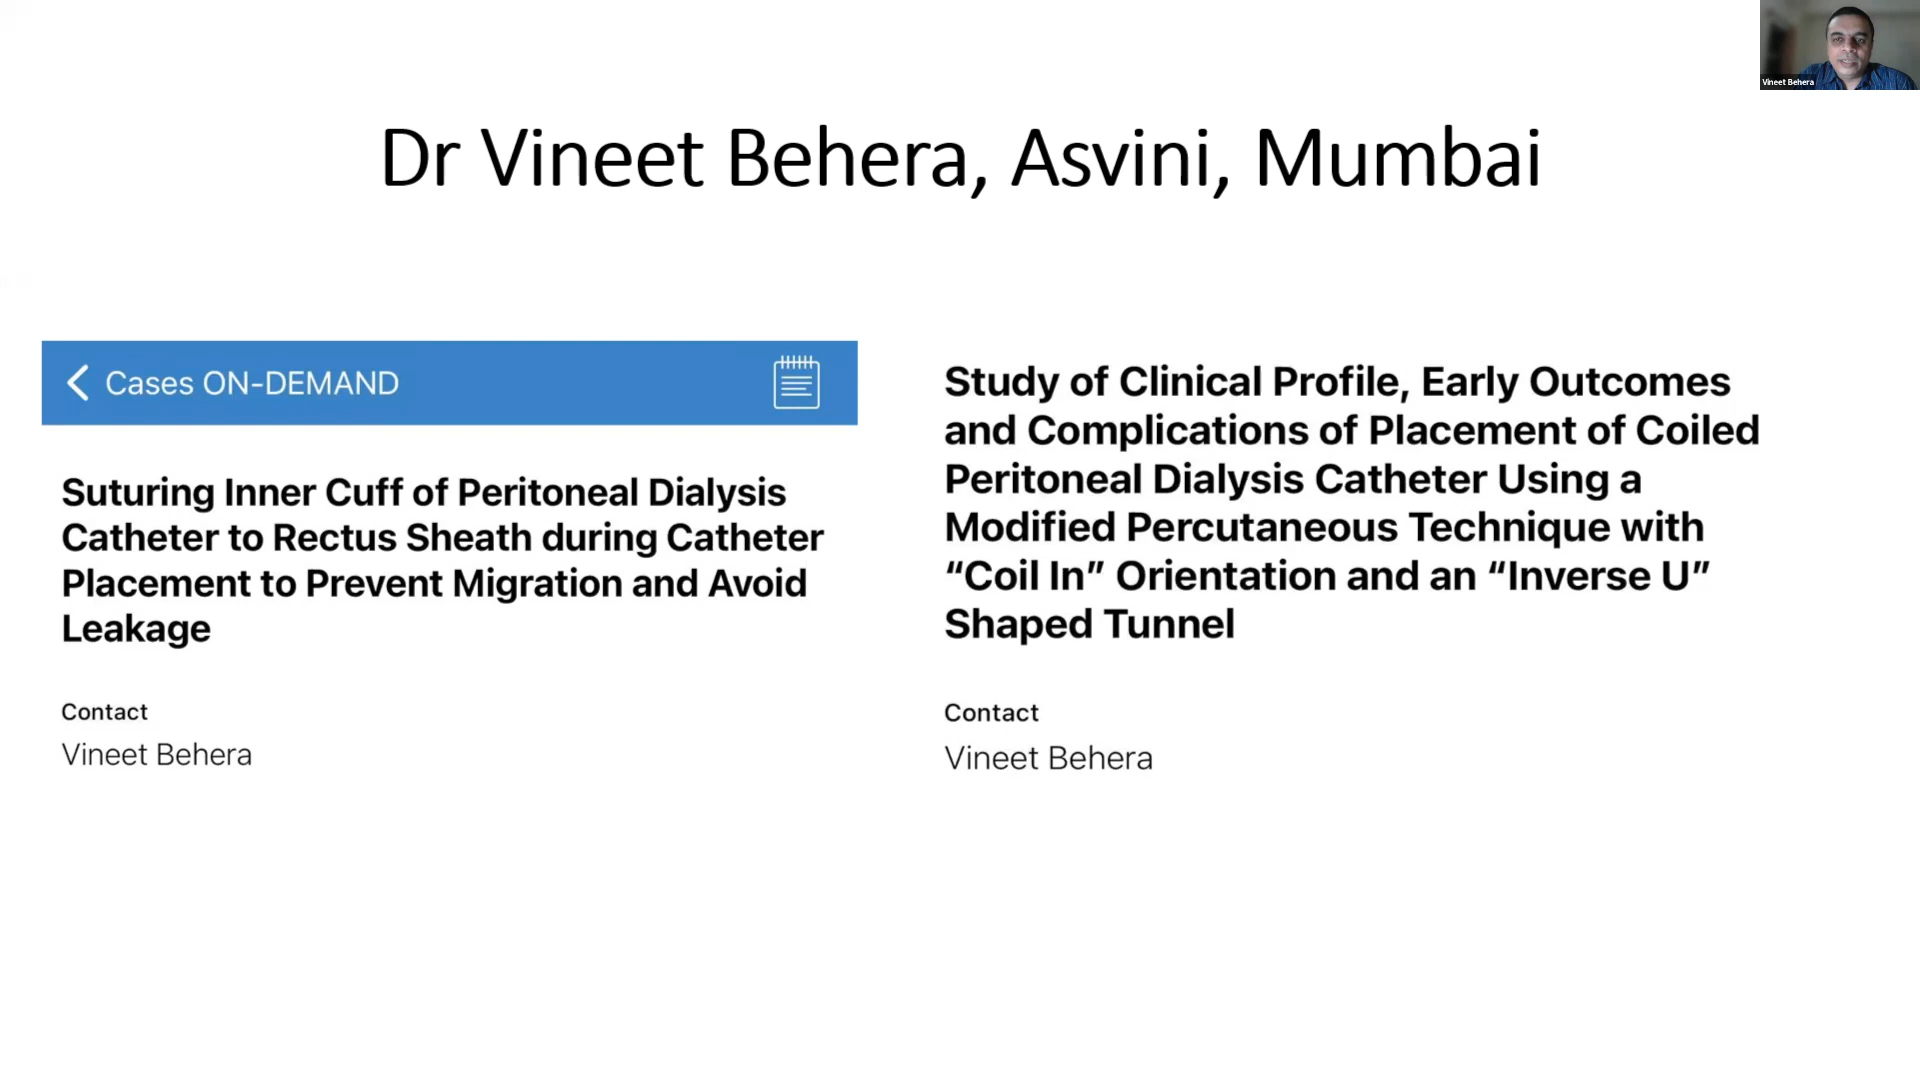 Vineet Behera
Dr Vineet Behera, Asvini, Mumbai
Cases ON-DEMAND
Suturing Inner Cuff of Peritoneal Dialysis
Catheter to Rectus Sheath during Catheter
Placement to Prevent Migration and Avoid
Leakage
Contact
Vineet Behera
Study of Clinical Profile, Early Outcomes
and Complications of Placement of Coiled
Peritoneal Dialysis Catheter Using a
Modified Percutaneous Technique with
“Coil In” Orientation and an “Inverse U”
Shaped Tunnel
Contact
Vineet Behera